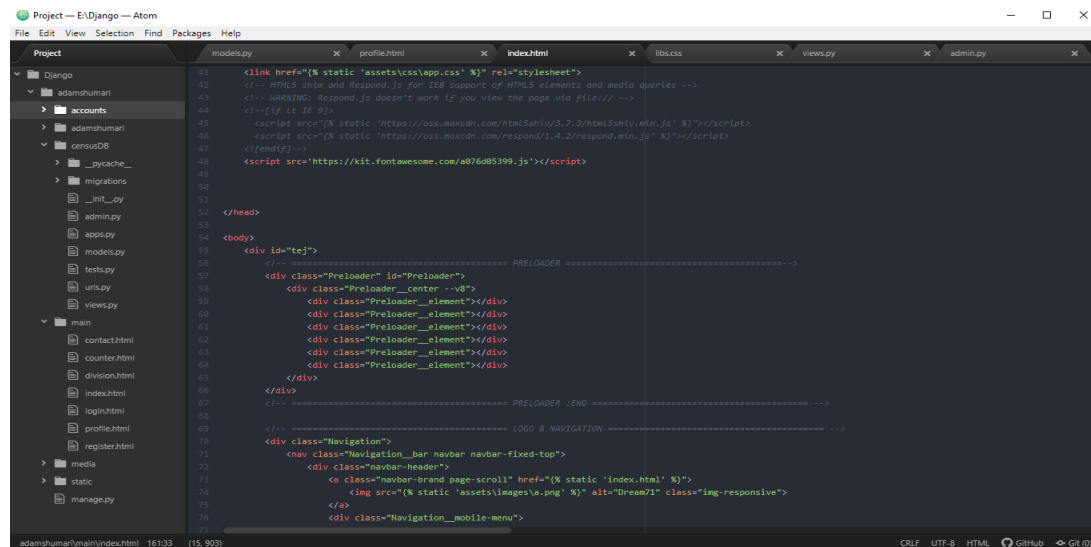 Project — E:\Django — Atom
File Edit View Selection Find Packages Help
Project
models.py
profile.html
index.html
libs.css
views.py
admin.py
Django
adamshumari
accounts
adamshumari
censusDB
__pycache__
migrations
__init__.py
admin.py
apps.py
models.py
tests.py
urls.py
views.py
main
contact.html
counter.html
division.html
index.html
login.html
profile.html
register.html
media
static
manage.py
41 <link href="{% static 'assets\css\app.css' %}" rel="stylesheet">
42 <!-- HTML5 shim and Respond.js for IE8 support of HTML5 elements and media queries -->
43 <!-- WARNING: Respond.js doesn't work if you view the page via file:// -->
44 <!--[if lt IE 9]>
45 <script src="{% static 'https://oss.maxcdn.com/html5shiv/3.7.3/html5shiv.min.js' %}"></script>
46 <script src="{% static 'https://oss.maxcdn.com/respond/1.4.2/respond.min.js' %}"></script>
47 <![endif]-->
48 <script src='https://kit.fontawesome.com/a076d05399.js'></script>
49
50
51
52 </head>
53
54 <body>
55 <div id="tej">
56 <!-- ========================================= PRELOADER =========================================-->
57 <div class="Preloader" id="Preloader">
58 <div class="Preloader__center --v8">
59 <div class="Preloader__element"></div>
60 <div class="Preloader__element"></div>
61 <div class="Preloader__element"></div>
62 <div class="Preloader__element"></div>
63 <div class="Preloader__element"></div>
64 <div class="Preloader__element"></div>
65 </div>
66 </div>
67 <!-- ========================================= PRELOADER :END ========================================= -->
68
69 <!-- ========================================= LOGO & NAVIGATION ========================================= -->
70 <div class="Navigation">
71 <nav class="Navigation__bar navbar navbar-fixed-top">
72 <div class="navbar-header">
73 <a class="navbar-brand page-scroll" href="{% static 'index.html' %}">
74 <img src="{% static 'assets\images\a.png' %}" alt="Dream71" class="img-responsive">
75 </a>
76 <div class="Navigation__mobile-menu">
77
adamshumari\main\index.html 161:33 (15, 903)
CRLF UTF-8 HTML GitHub Git (0)